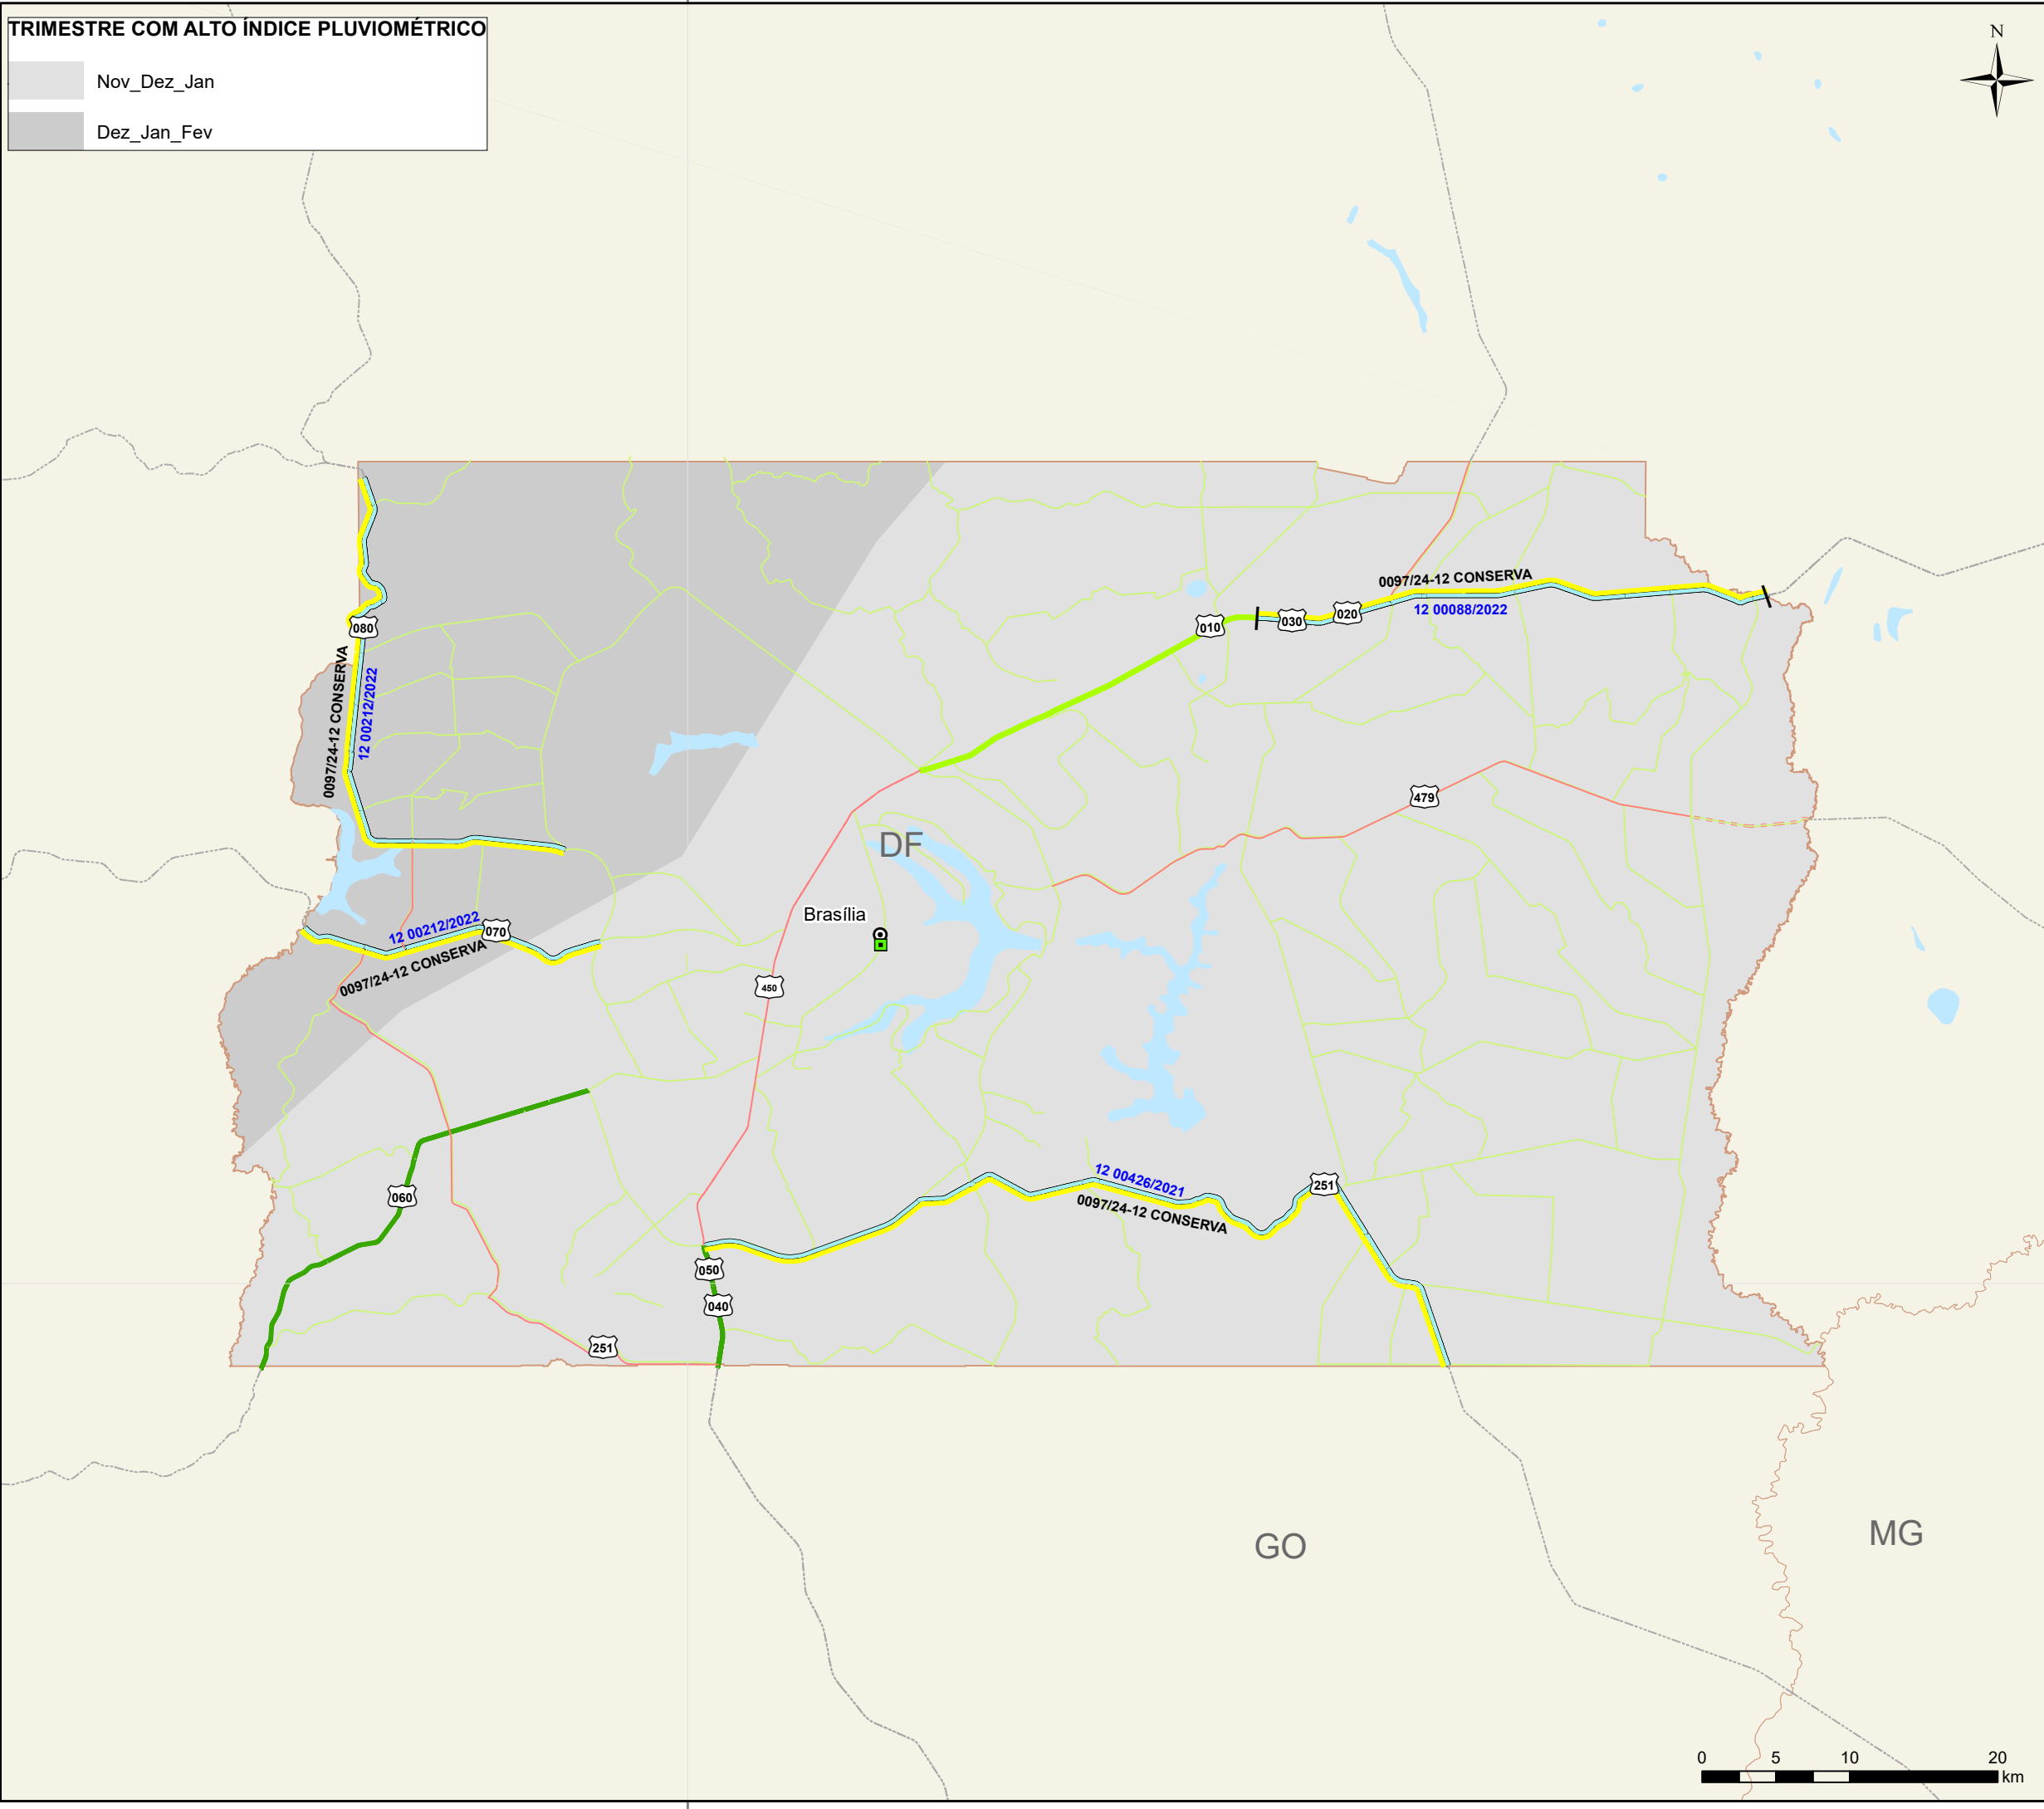 TRIMESTRE COM ALTO ÍNDICE PLUVIOMÉTRICO
Nov_Dez_Jan
Dez_Jan_Fev
N
0097/24-12 CONSERVA
12 00088/2022
010
030
020
080
0097/24-12 CONSERVA
12 00212/2022
479
DF
Brasília
12 00212/2022
070
0097/24-12 CONSERVA
450
12 00426/2021
0097/24-12 CONSERVA
251
060
050
040
251
GO
MG
0 5 10 20
km